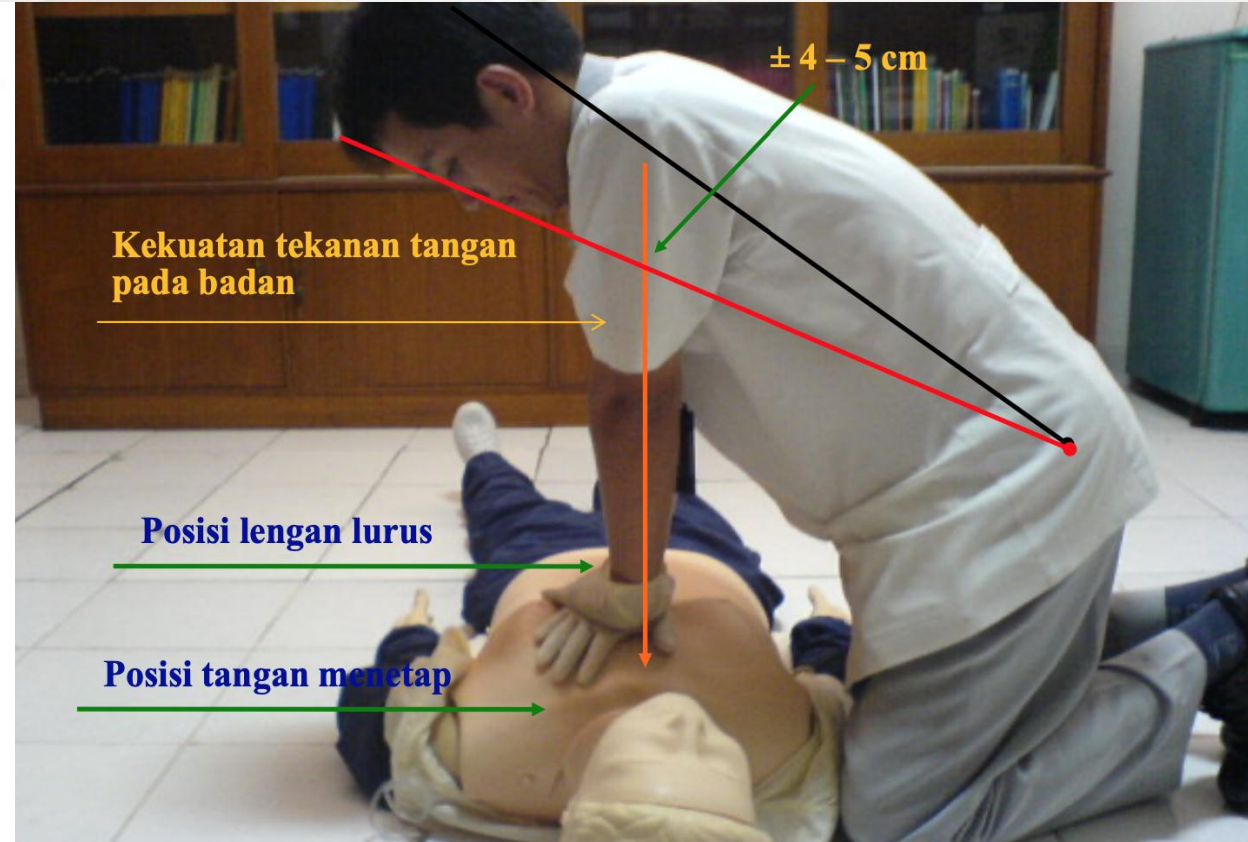 ± 4 – 5 cm
Kekuatan tekanan tangan
pada badan
Posisi lengan lurus
Posisi tangan menetap